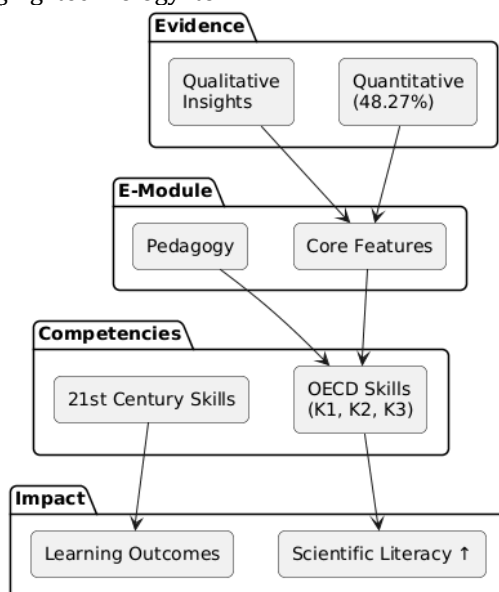 Evidence
Qualitative
Insights
Quantitative
(48.27%)
E-Module
Pedagogy
Core Features
Competencies
21st Century Skills
OECD Skills
(K1, K2, K3)
Impact
Learning Outcomes
Scientific Literacy ↑